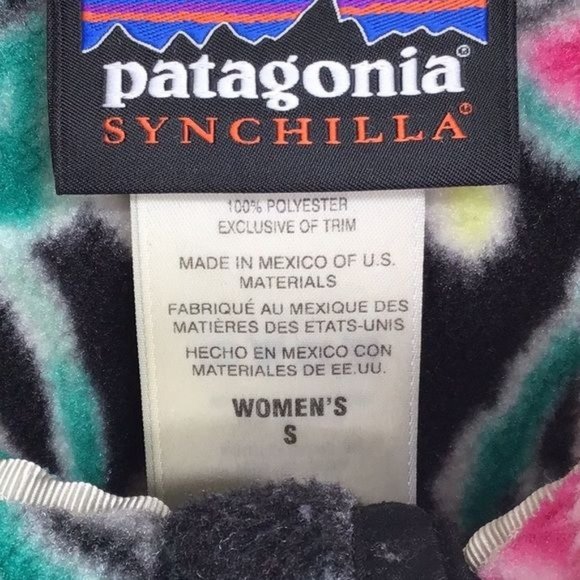 patagonia®
SYNCHILLA®
100% POLYESTER
EXCLUSIVE OF TRIM
MADE IN MEXICO OF U.S.
MATERIALS
FABRIQUÉ AU MEXIQUE DES
MATIÈRES DES ETATS-UNIS
HECHO EN MEXICO CON
MATERIALES DE EE.UU.
WOMEN'S
S